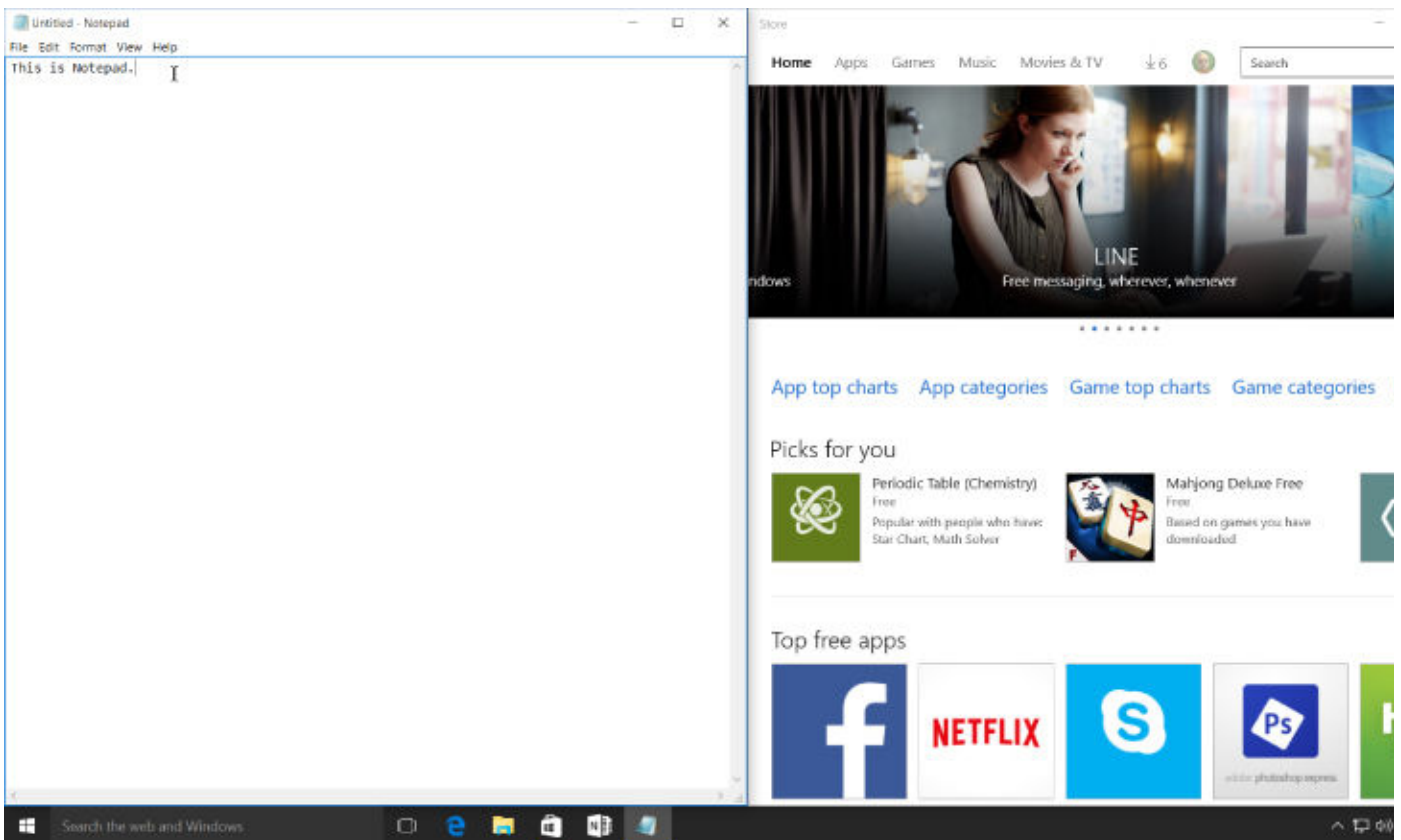 Untitled - Notepad
File Edit Format View Help
This is Notepad.
Store
Home Apps Games Music Movies & TV 6 Search
ndows
LINE
Free messaging, wherever, whenever
App top charts App categories Game top charts Game categories
Picks for you
Periodic Table (Chemistry)
Free
Popular with people who have:
Star Chart, Math Solver
Mahjong Deluxe Free
Free
Based on games you have
downloaded
F
Top free apps
f
NETFLIX
S
Ps
adobe photoshop express
H
Search the web and Windows